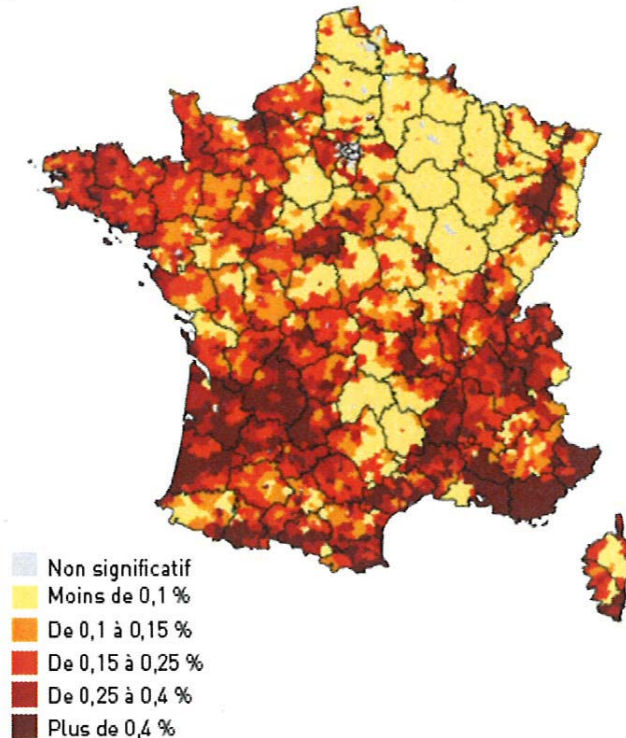 Non significatif
Moins de 0,1 %
De 0,1 à 0,15 %
De 0,15 à 0,25 %
De 0,25 à 0,4 %
Plus de 0,4 %